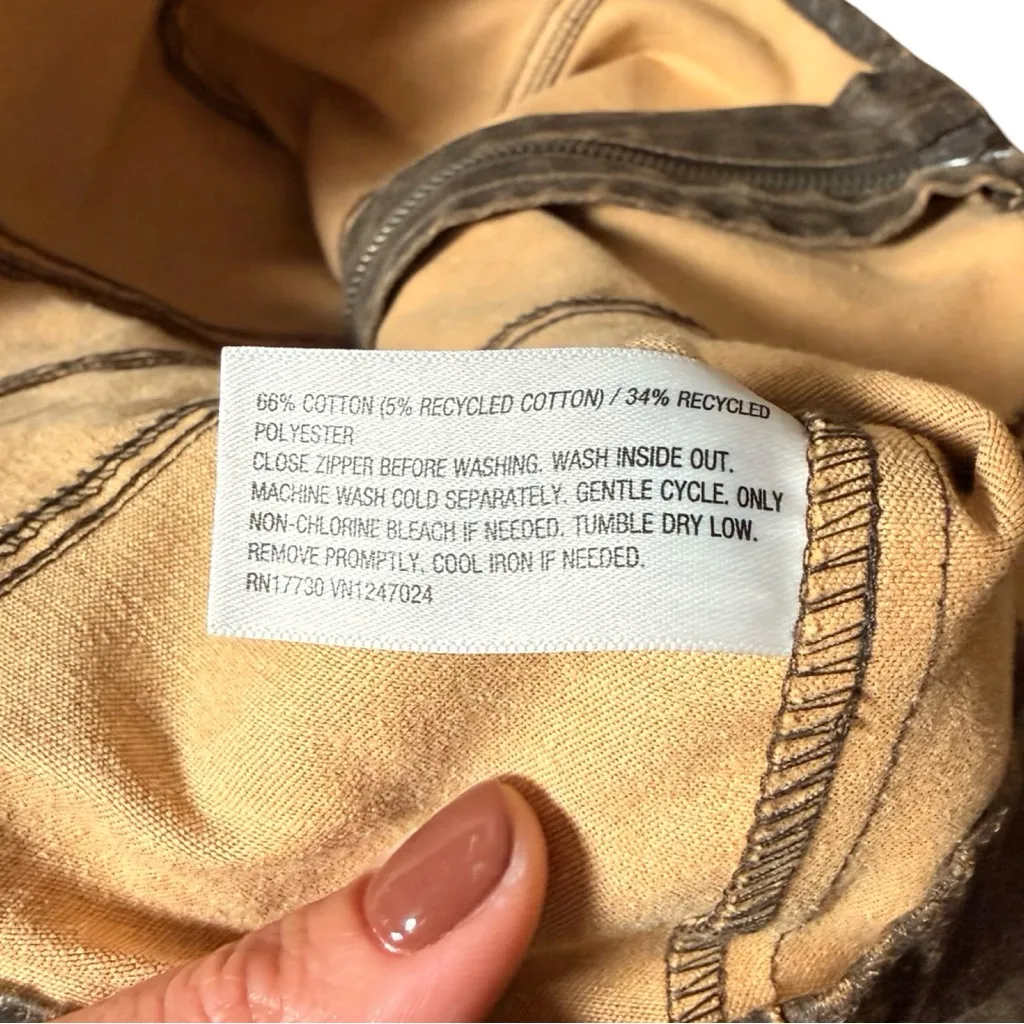 66% COTTON (5% RECYCLED COTTON) / 34% RECYCLED
POLYESTER
CLOSE ZIPPER BEFORE WASHING. WASH INSIDE OUT.
MACHINE WASH COLD SEPARATELY. GENTLE CYCLE. ONLY
NON-CHLORINE BLEACH IF NEEDED. TUMBLE DRY LOW.
REMOVE PROMPTLY. COOL IRON IF NEEDED.
RN17730 VN1247024